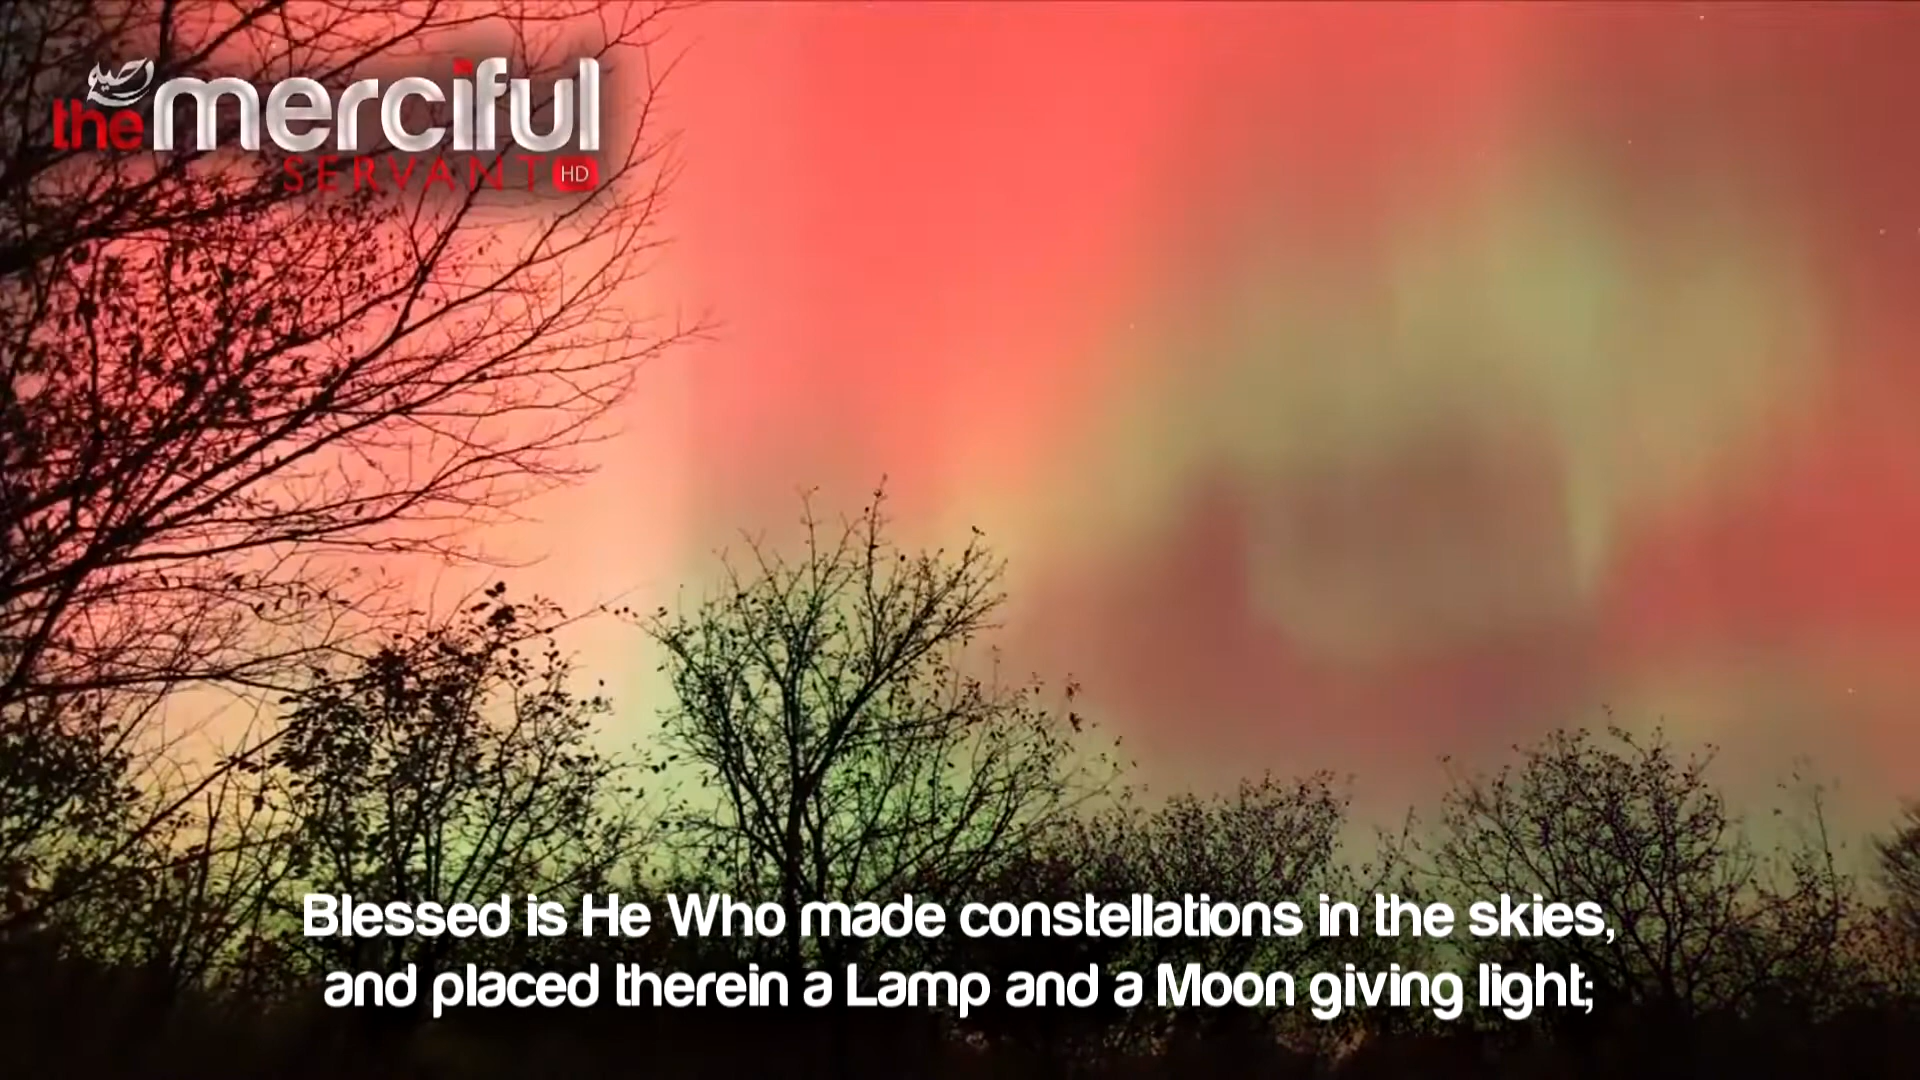 the merciful
SERVANT HD
Blessed is He Who made constellations in the skies,
and placed therein a Lamp and a Moon giving light;